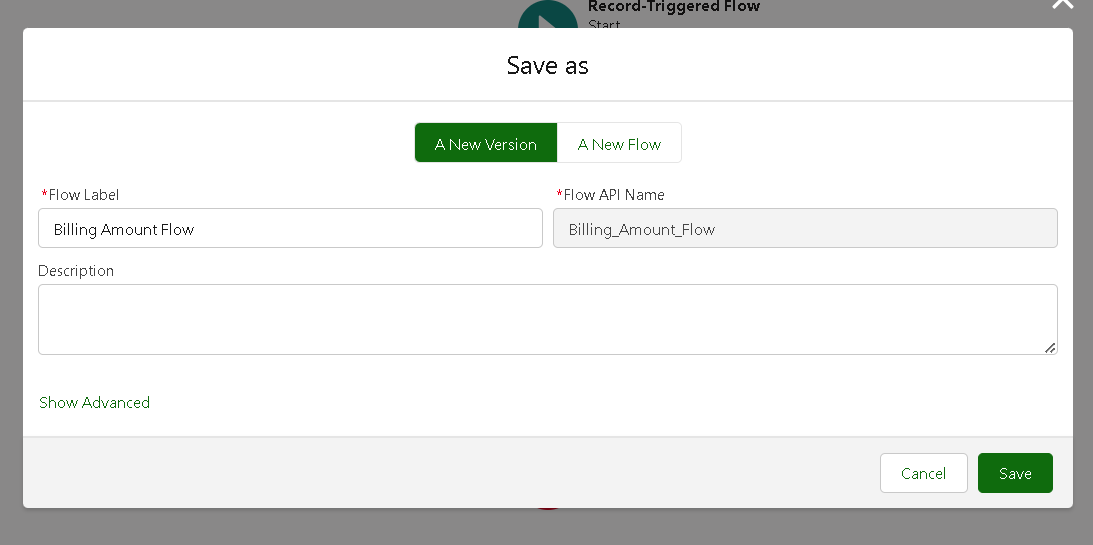 Record-Triggered Flow
Start
Save as
A New Version
A New Flow
*Flow Label
*Flow API Name
Billing Amount Flow
Billing_Amount_Flow
Description
Show Advanced
Cancel
Save